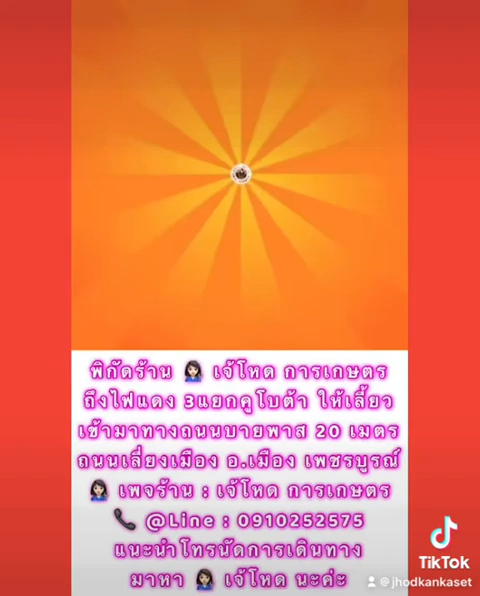 พิกัดร้าน 🙋🏻‍♀️ เจ้โหด การเกษตร
ถึงไฟแดง 3แยกคูโบต้า ให้เลี้ยว
เข้ามาทางถนนบายพาส 20 เมตร
ถนนเลี่ยงเมือง อ.เมือง เพชรบูรณ์
🙋🏻‍♀️ เพจร้าน : เจ้โหด การเกษตร
📞 @Line : 0910252575
แนะนำโทรนัดการเดินทาง
มาหา 🙋🏻‍♀️ เจ้โหด นะค่ะ
TikTok
@jhodkankaset